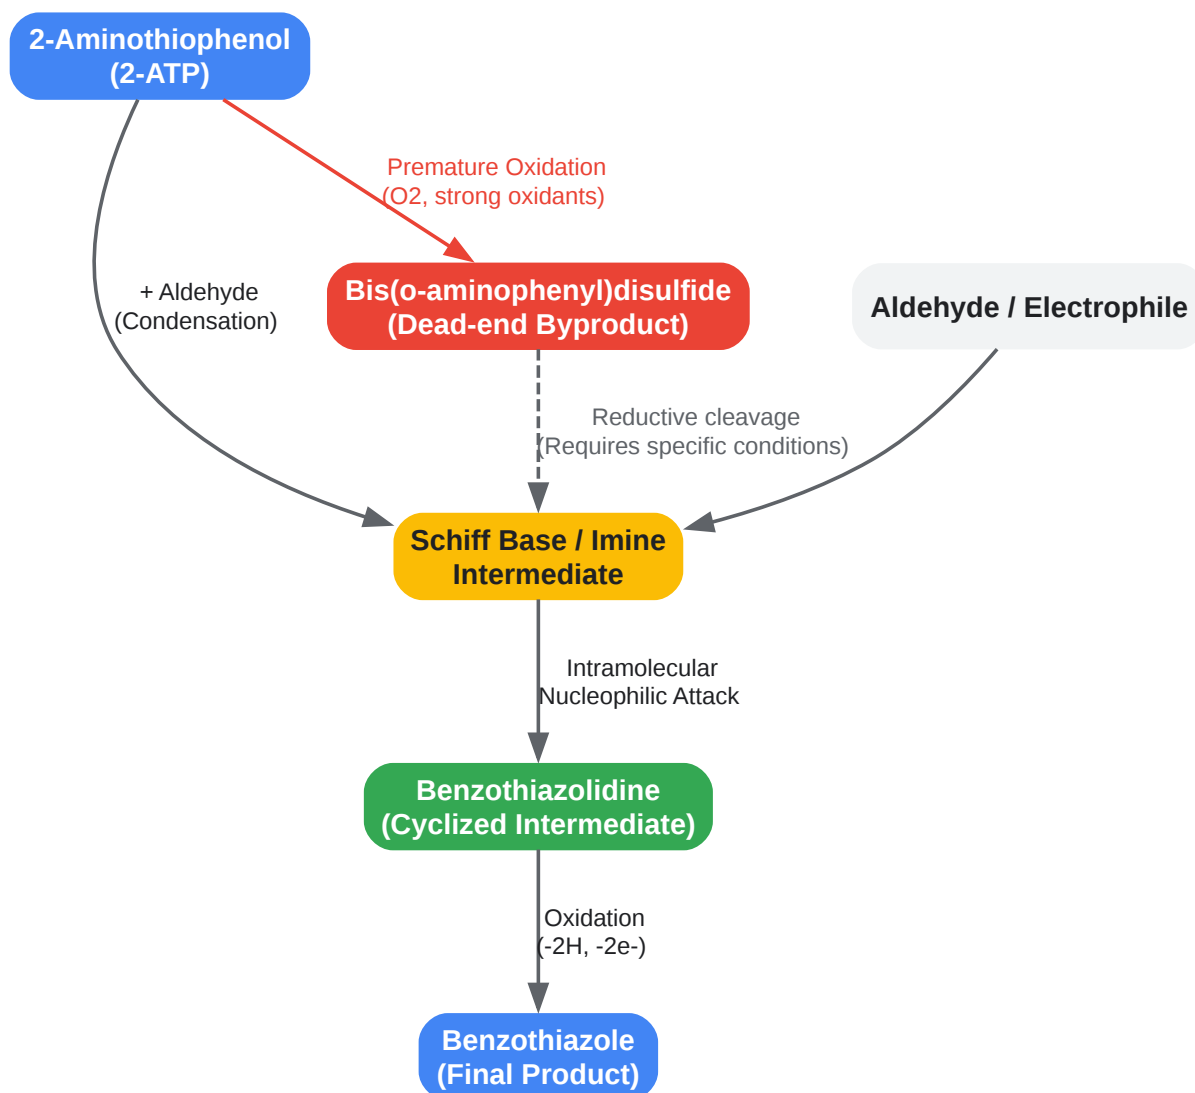 2-Aminothiophenol
(2-ATP)
Premature Oxidation
(O2, strong oxidants)
+ Aldehyde
(Condensation)
Bis(o-aminophenyl)disulfide
(Dead-end Byproduct)
Aldehyde / Electrophile
Reductive cleavage
(Requires specific conditions)
Schiff Base / Imine
Intermediate
Intramolecular
Nucleophilic Attack
Benzothiazolidine
(Cyclized Intermediate)
Oxidation
(-2H, -2e-)
Benzothiazole
(Final Product)